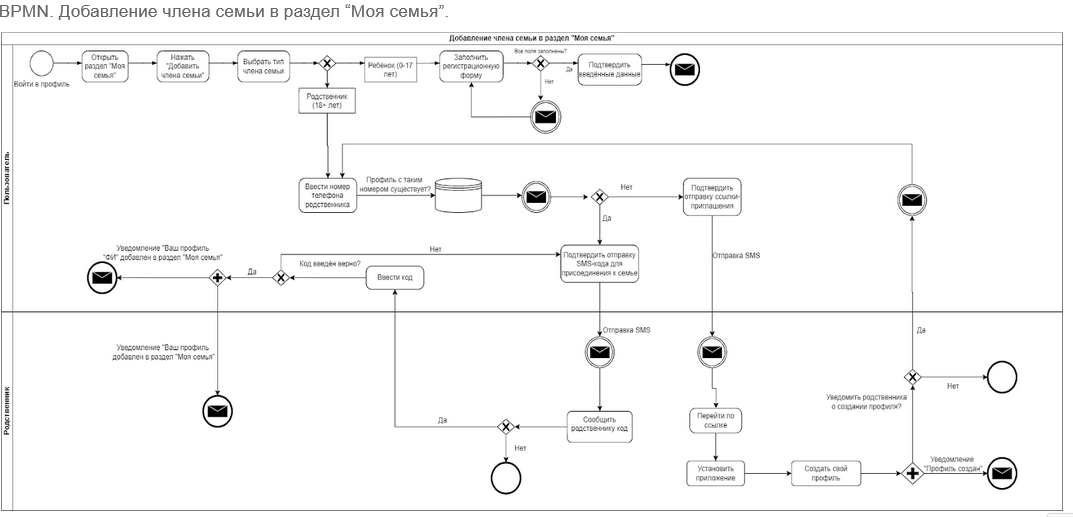 BPMN. Добавление члена семьи в раздел “Моя семья”.
Добавление члена семьи в раздел "Моя семья"
Пользователь
Войти в профиль
Открыть
раздел "Моя
семья"
Нажать
"Добавить
члена семьи"
Выбрать тип
члена семьи
Ребёнок (0-17
лет)
Заполнить
регистрационную
форму
Все поля заполнены?
Да
Нет
Подтвердить
введённые данные
Родственник
(18+ лет)
Ввести номер
телефона
родственника
Профиль с таким
номером существует?
Нет
Да
Подтвердить
отправку ссылки-
приглашения
Отправка SMS
Подтвердить отправку
SMS-кода для
присоединения к семье
Нет
Код введён верно?
Ввести код
Да
Уведомление "Ваш профиль
"ФИ" добавлен в раздел "Моя семья"
Родственник
Уведомление "Ваш профиль
добавлен в раздел "Моя семья"
Отправка SMS
Сообщить
родственнику код
Да
Нет
Перейти по
ссылке
Установить
приложение
Создать свой
профиль
Уведомление
"Профиль создан"
Уведомить родственника
о создании профиля?
Да
Нет